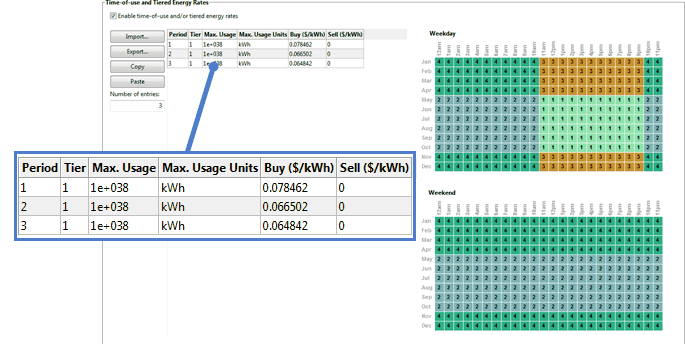 Time-of-use and Tiered Energy Rates
Enable time-of-use and/or tiered energy rates
Import...
Export...
Copy
Paste
Number of entries:
3
Period Tier Max. Usage Max. Usage Units Buy ($/kWh) Sell ($/kWh)
1 1 1e+038 kWh 0.078462 0
2 1 1e+038 kWh 0.066502 0
3 1 1e+038 kWh 0.064842 0
Period Tier Max. Usage Max. Usage Units Buy ($/kWh) Sell ($/kWh)
1 1 1e+038 kWh 0.078462 0
2 1 1e+038 kWh 0.066502 0
3 1 1e+038 kWh 0.064842 0
Weekday
12am 1am 2am 3am 4am 5am 6am 7am 8am 9am 10am 11am 12pm 1pm 2pm 3pm 4pm 5pm 6pm 7pm 8pm 9pm 10pm 11pm
Jan 4 4 4 4 4 4 4 4 4 4 4 3 3 3 3 3 3 3 3 3 3 3 4 4
Feb 4 4 4 4 4 4 4 4 4 4 4 3 3 3 3 3 3 3 3 3 3 3 4 4
Mar 4 4 4 4 4 4 4 4 4 4 4 3 3 3 3 3 3 3 3 3 3 3 4 4
Apr 4 4 4 4 4 4 4 4 4 4 4 3 3 3 3 3 3 3 3 3 3 3 4 4
May 2 2 2 2 2 2 2 2 2 2 2 1 1 1 1 1 1 1 1 1 1 1 2 2
Jun 2 2 2 2 2 2 2 2 2 2 2 1 1 1 1 1 1 1 1 1 1 1 2 2
Jul 2 2 2 2 2 2 2 2 2 2 2 1 1 1 1 1 1 1 1 1 1 1 2 2
Aug 2 2 2 2 2 2 2 2 2 2 2 1 1 1 1 1 1 1 1 1 1 1 2 2
Sep 2 2 2 2 2 2 2 2 2 2 2 1 1 1 1 1 1 1 1 1 1 1 2 2
Oct 2 2 2 2 2 2 2 2 2 2 2 1 1 1 1 1 1 1 1 1 1 1 2 2
Nov 4 4 4 4 4 4 4 4 4 4 4 3 3 3 3 3 3 3 3 3 3 3 4 4
Dec 4 4 4 4 4 4 4 4 4 4 4 3 3 3 3 3 3 3 3 3 3 3 4 4
Weekend
12am 1am 2am 3am 4am 5am 6am 7am 8am 9am 10am 11am 12pm 1pm 2pm 3pm 4pm 5pm 6pm 7pm 8pm 9pm 10pm 11pm
Jan 4 4 4 4 4 4 4 4 4 4 4 4 4 4 4 4 4 4 4 4 4 4 4 4
Feb 4 4 4 4 4 4 4 4 4 4 4 4 4 4 4 4 4 4 4 4 4 4 4 4
Mar 4 4 4 4 4 4 4 4 4 4 4 4 4 4 4 4 4 4 4 4 4 4 4 4
Apr 4 4 4 4 4 4 4 4 4 4 4 4 4 4 4 4 4 4 4 4 4 4 4 4
May 2 2 2 2 2 2 2 2 2 2 2 2 2 2 2 2 2 2 2 2 2 2 2 2
Jun 2 2 2 2 2 2 2 2 2 2 2 2 2 2 2 2 2 2 2 2 2 2 2 2
Jul 2 2 2 2 2 2 2 2 2 2 2 2 2 2 2 2 2 2 2 2 2 2 2 2
Aug 2 2 2 2 2 2 2 2 2 2 2 2 2 2 2 2 2 2 2 2 2 2 2 2
Sep 2 2 2 2 2 2 2 2 2 2 2 2 2 2 2 2 2 2 2 2 2 2 2 2
Oct 2 2 2 2 2 2 2 2 2 2 2 2 2 2 2 2 2 2 2 2 2 2 2 2
Nov 4 4 4 4 4 4 4 4 4 4 4 4 4 4 4 4 4 4 4 4 4 4 4 4
Dec 4 4 4 4 4 4 4 4 4 4 4 4 4 4 4 4 4 4 4 4 4 4 4 4